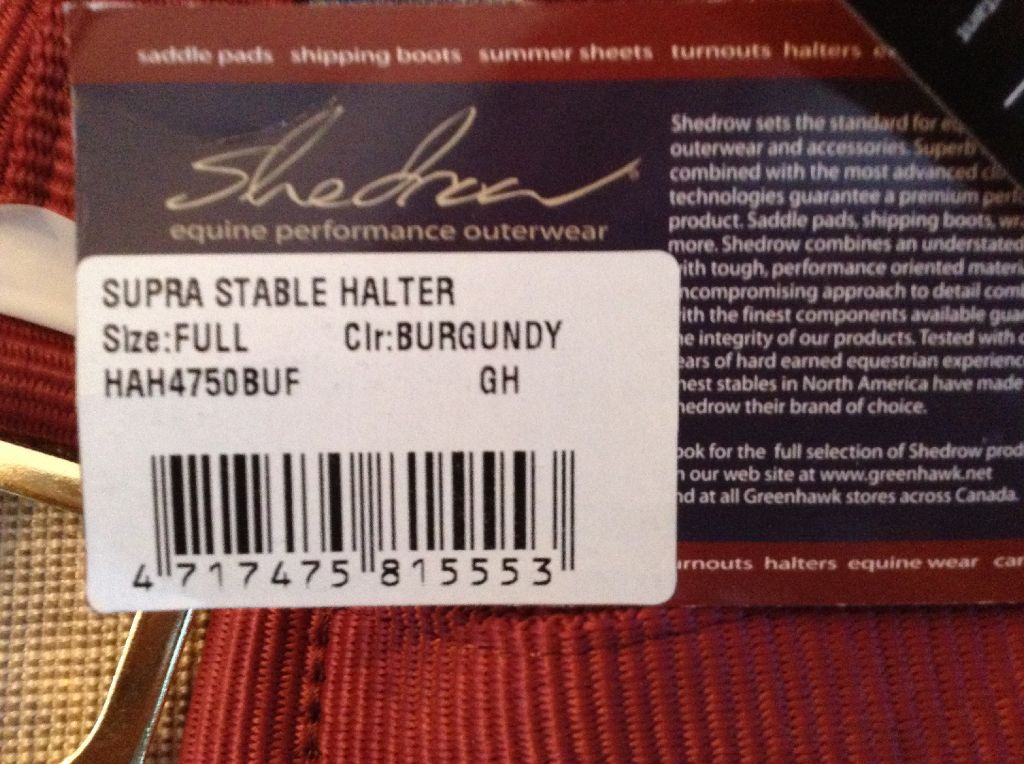 saddle pads shipping boots summer sheets turnouts halters
Shedrow
equine performance outerwear
Shedrow sets the standard for
outerwear and accessories. Superb
combined with the most advanced
technologies guarantee a premium
product. Saddle pads, shipping boots,
more. Shedrow combines an understated
with tough, performance oriented
uncompromising approach to detail
with the finest components available
integrity of our products. Tested with
of hard earned equestrian
stables in North America have made
Shedrow their brand of choice.
for the full selection of Shedrow
our web site at www.greenhawk.net
at all Greenhawk stores across Canada.
SUPRA STABLE HALTER
Size:FULL Clr:BURGUNDY
HAH4750BUF GH
4 717475 815553
turnouts halters equine wear